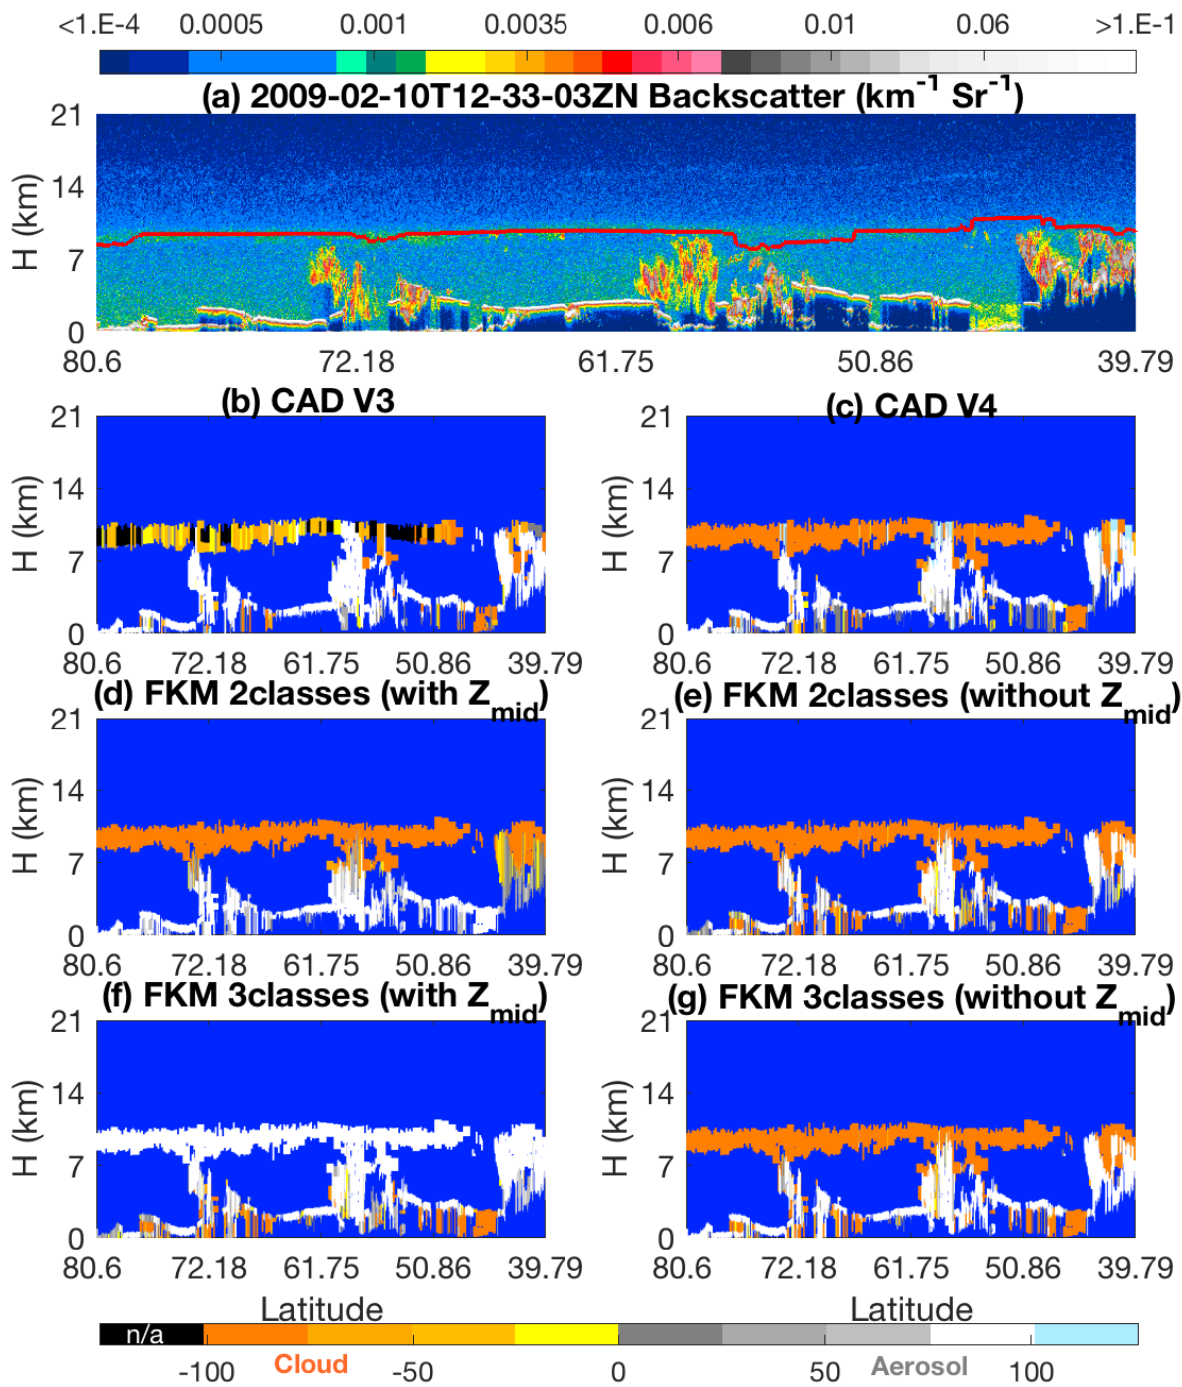 <1.E-4 0.0005 0.001 0.0035 0.006 0.01 0.06 >1.E-1
(a) 2009-02-10T12-33-03ZN Backscatter (km⁻¹ Sr⁻¹)
21
14
7
0
H (km)
80.6 72.18 61.75 50.86 39.79
(b) CAD V3
21
14
7
0
H (km)
80.6 72.18 61.75 50.86 39.79
(c) CAD V4
21
14
7
0
H (km)
80.6 72.18 61.75 50.86 39.79
(d) FKM 2classes (with Z_mid)
21
14
7
0
H (km)
80.6 72.18 61.75 50.86 39.79
(e) FKM 2classes (without Z_mid)
21
14
7
0
H (km)
80.6 72.18 61.75 50.86 39.79
(f) FKM 3classes (with Z_mid)
21
14
7
0
H (km)
80.6 72.18 61.75 50.86 39.79
Latitude
(g) FKM 3classes (without Z_mid)
21
14
7
0
H (km)
80.6 72.18 61.75 50.86 39.79
Latitude
n/a
-100 Cloud -50 0 50 Aerosol 100